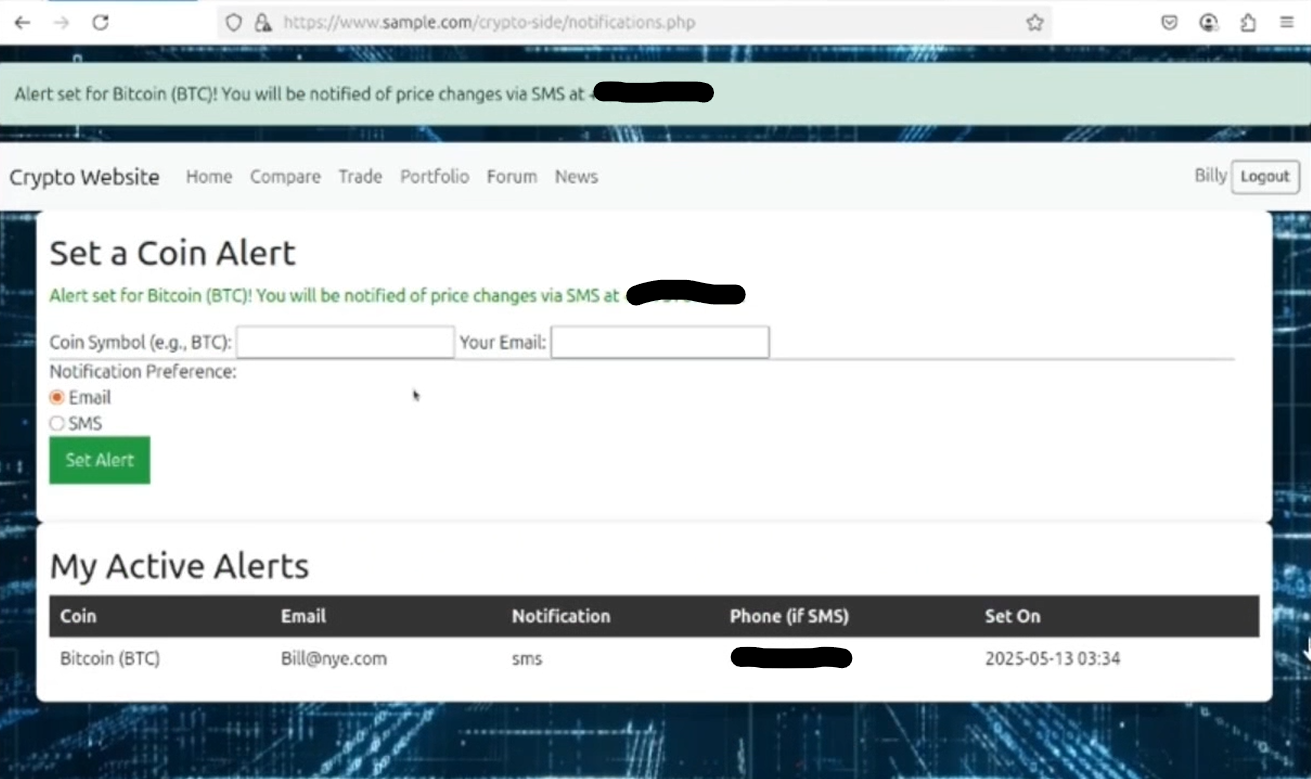 https://www.sample.com/crypto-side/notifications.php
Alert set for Bitcoin (BTC)! You will be notified of price changes via SMS at
Crypto Website Home Compare Trade Portfolio Forum News Billy Logout
Set a Coin Alert
Alert set for Bitcoin (BTC)! You will be notified of price changes via SMS at
Coin Symbol (e.g., BTC): Your Email:
Notification Preference:
Email
SMS
Set Alert
My Active Alerts
Coin Email Notification Phone (if SMS) Set On
Bitcoin (BTC) Bill@nye.com sms 2025-05-13 03:34